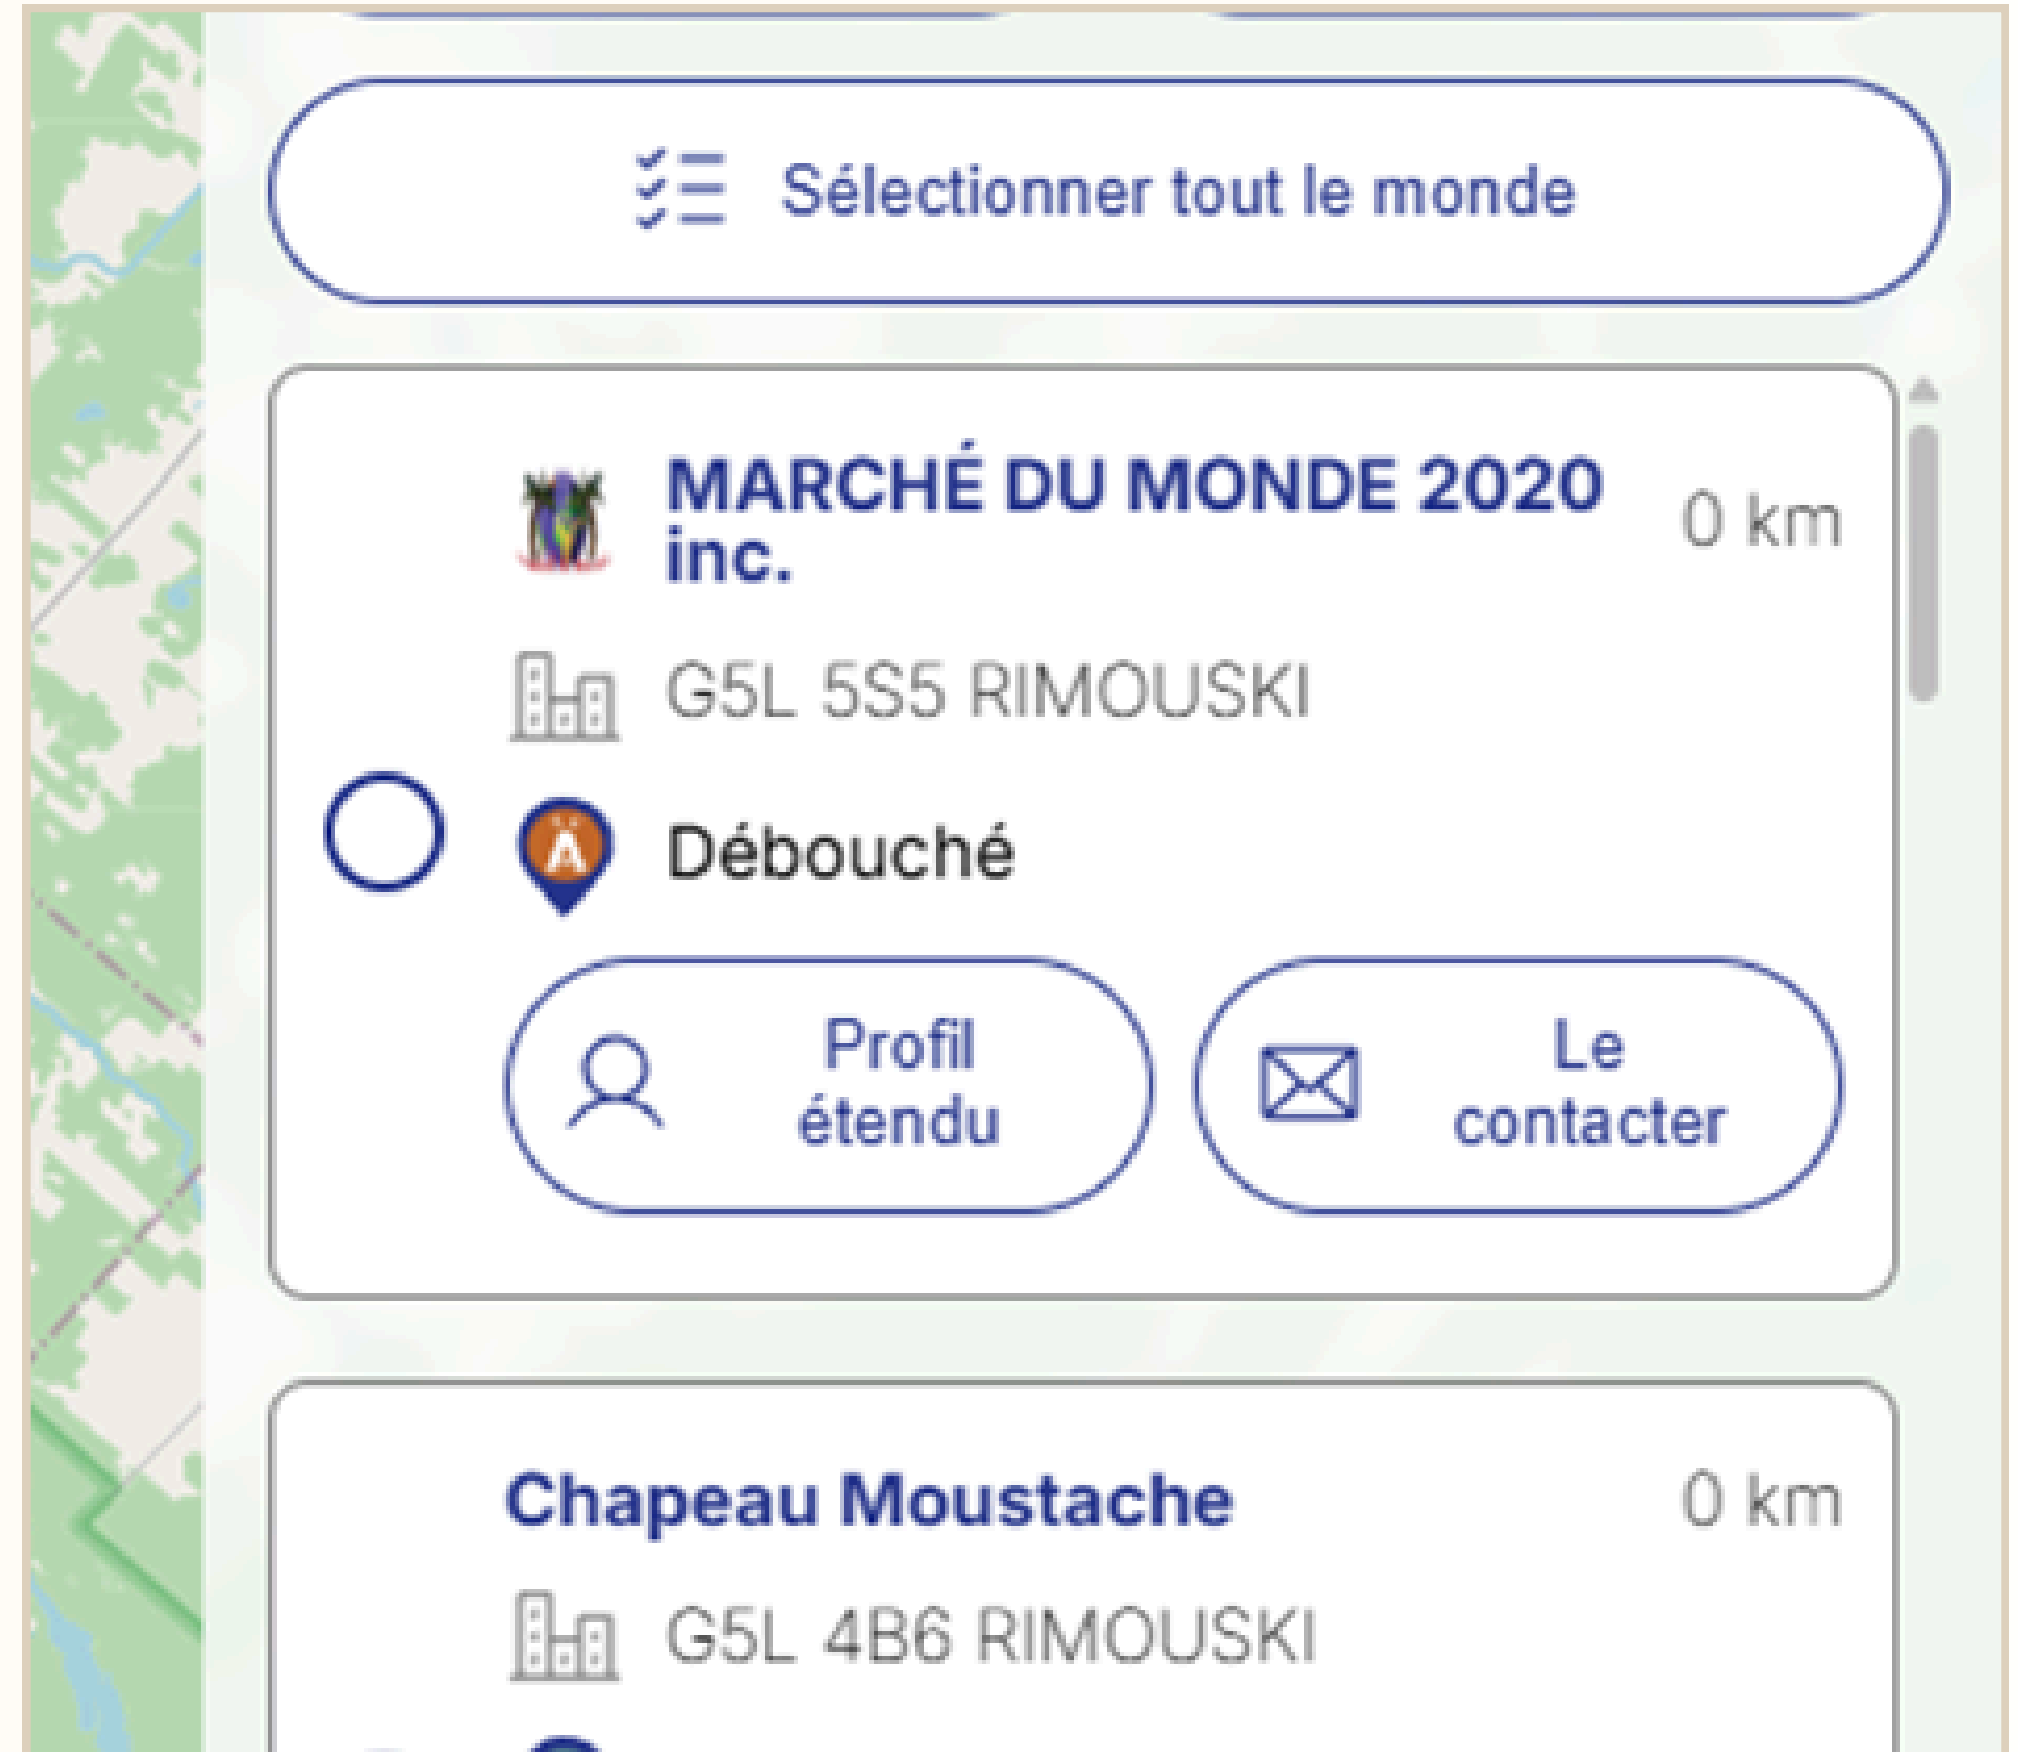 Sélectionner tout le monde
MARCHÉ DU MONDE 2020
inc.
0 km
G5L 5S5 RIMOUSKI
Débouché
Profil
étendu
Le
contacter
Chapeau Moustache
0 km
G5L 4B6 RIMOUSKI